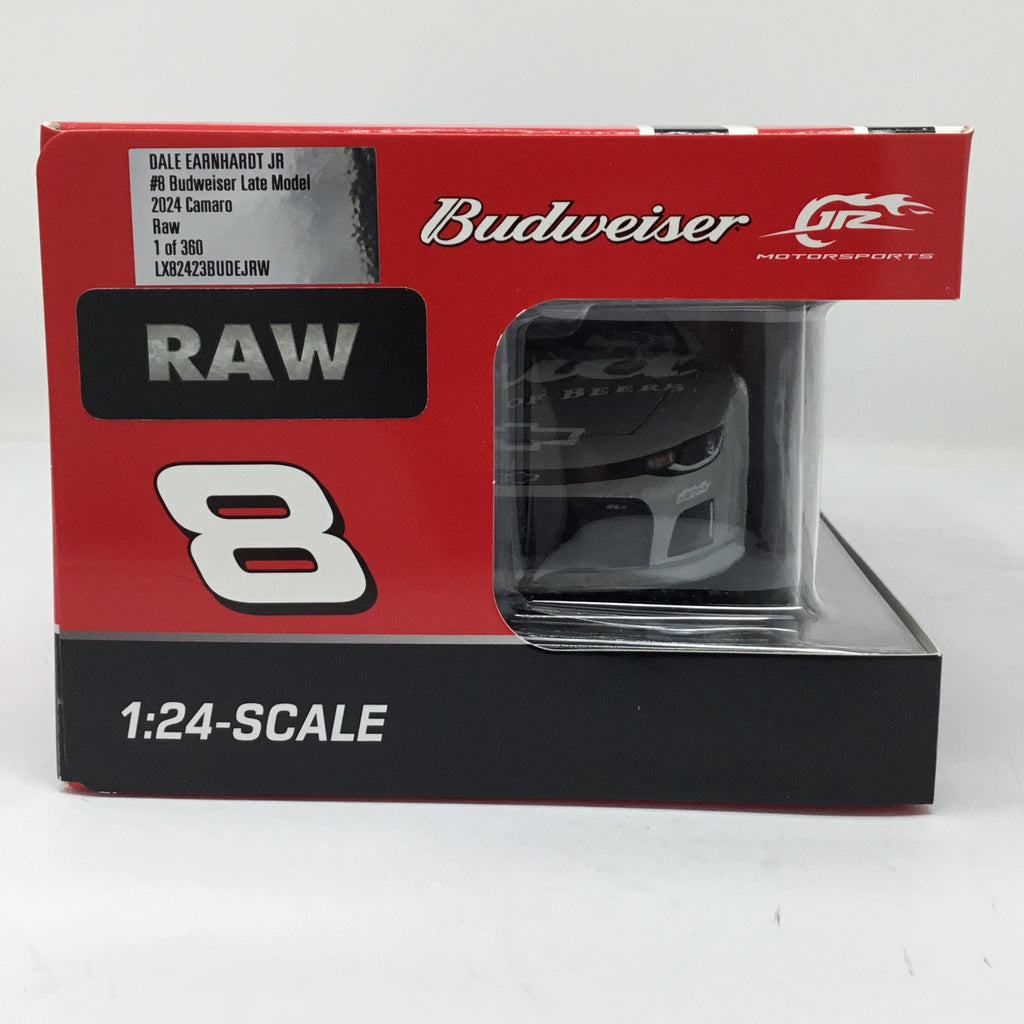 DALE EARNHARDT JR
#8 Budweiser Late Model
2024 Camaro
Raw
1 of 360
LX82423BUDEJRW
Budweiser
JR
MOTORSPORTS
RAW
OF BEERS
8
1:24-SCALE